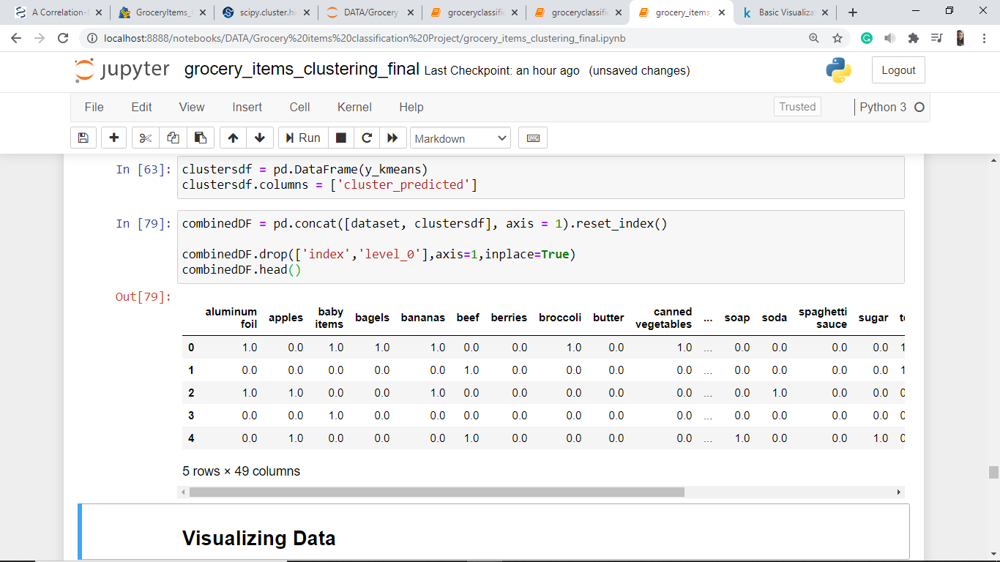 A Correlation-
GroceryItems_
scipy.cluster.hi
DATA/Grocery
groceryclassific
groceryclassific
grocery_items_
Basic Visualiza
localhost:8888/notebooks/DATA/Grocery%20items%20classification%20Project/grocery_items_clustering_final.ipynb
jupyter grocery_items_clustering_final Last Checkpoint: an hour ago (unsaved changes)
Logout
File Edit View Insert Cell Kernel Help
Trusted
Python 3
Run
Markdown
In [63]: clustersdf = pd.DataFrame(y_kmeans)
clustersdf.columns = ['cluster_predicted']
In [79]: combinedDF = pd.concat([dataset, clustersdf], axis = 1).reset_index()
combinedDF.drop(['index','level_0'],axis=1,inplace=True)
combinedDF.head()
Out[79]:
aluminum foil apples baby items bagels bananas beef berries broccoli butter canned vegetables ... soap soda spaghetti sauce sugar
0 1.0 0.0 1.0 1.0 1.0 0.0 0.0 1.0 0.0 1.0 ... 0.0 0.0 0.0 0.0 1
1 0.0 0.0 0.0 0.0 0.0 1.0 0.0 0.0 0.0 0.0 ... 0.0 0.0 0.0 0.0 1
2 1.0 1.0 0.0 0.0 1.0 0.0 0.0 0.0 0.0 0.0 ... 0.0 1.0 0.0 0.0 0
3 0.0 0.0 1.0 0.0 0.0 0.0 0.0 0.0 0.0 0.0 ... 0.0 0.0 0.0 0.0 0
4 0.0 1.0 0.0 0.0 0.0 1.0 0.0 0.0 0.0 0.0 ... 1.0 0.0 0.0 1.0 0
5 rows × 49 columns
Visualizing Data